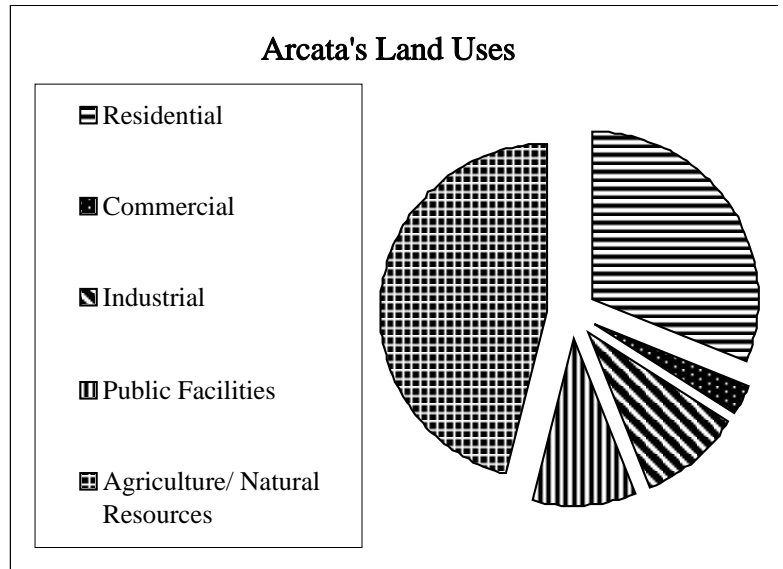 Arcata's Land Uses
Residential
Commercial
Industrial
Public Facilities
Agriculture/ Natural
Resources